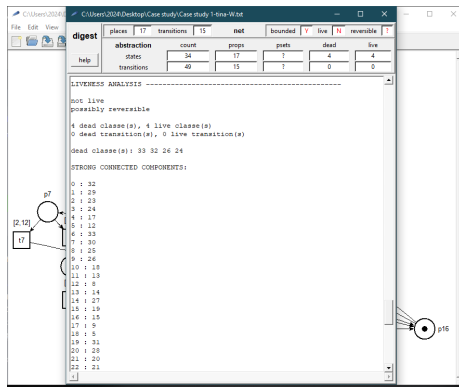 C:\Users\2024\D
C:\Users\2024\Desktop\Case study\Case study 1-tina-W.txt
File Edit View
digest
places 17 transitions 15 net bounded Y live N reversible ?
abstraction count props psets dead live
help
states 34 17 ? 4 4
transitions 49 15 ? 0 0
LIVENESS ANALYSIS -----------------------------------------------
not live
possibly reversible
4 dead classe(s), 4 live classe(s)
0 dead transition(s), 0 live transition(s)
dead classe(s): 33 32 26 24
STRONG CONNECTED COMPONENTS:
0 : 32
1 : 29
2 : 23
3 : 24
4 : 17
5 : 12
6 : 33
7 : 30
8 : 25
9 : 26
10 : 18
11 : 13
12 : 8
13 : 14
14 : 27
15 : 19
16 : 15
17 : 9
18 : 5
19 : 31
20 : 28
21 : 20
22 : 21
p7
[2,12]
t7
p16